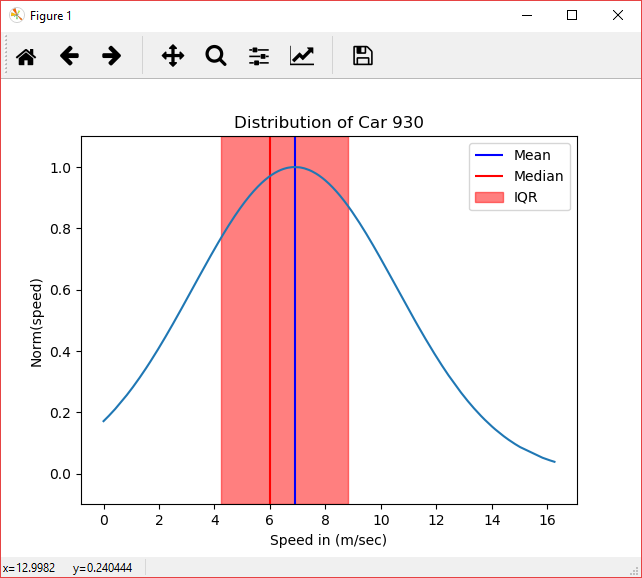 Figure 1
Distribution of Car 930
Mean
Median
IQR
1.0
0.8
0.6
0.4
0.2
0.0
Norm(speed)
0 2 4 6 8 10 12 14 16
Speed in (m/sec)
x=12.9982 y=0.240444